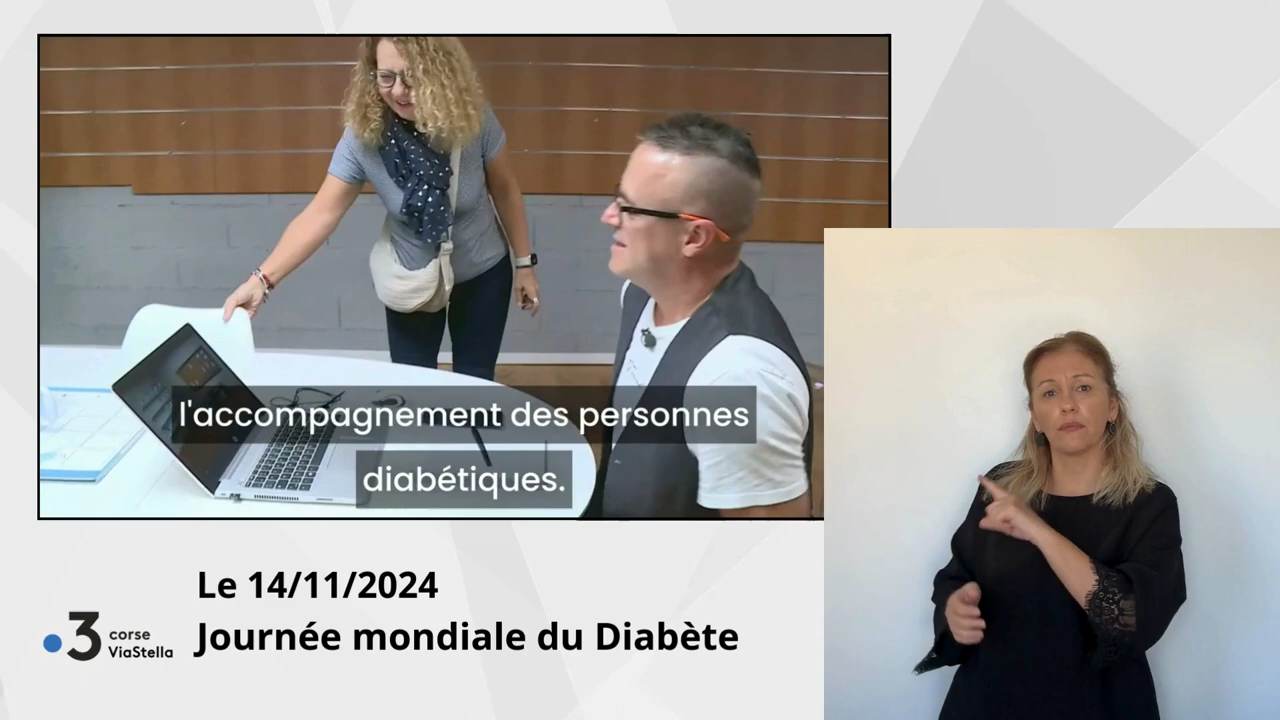 l'accompagnement des personnes
diabétiques.
Le 14/11/2024
Journée mondiale du Diabète
3 corse
ViaStella